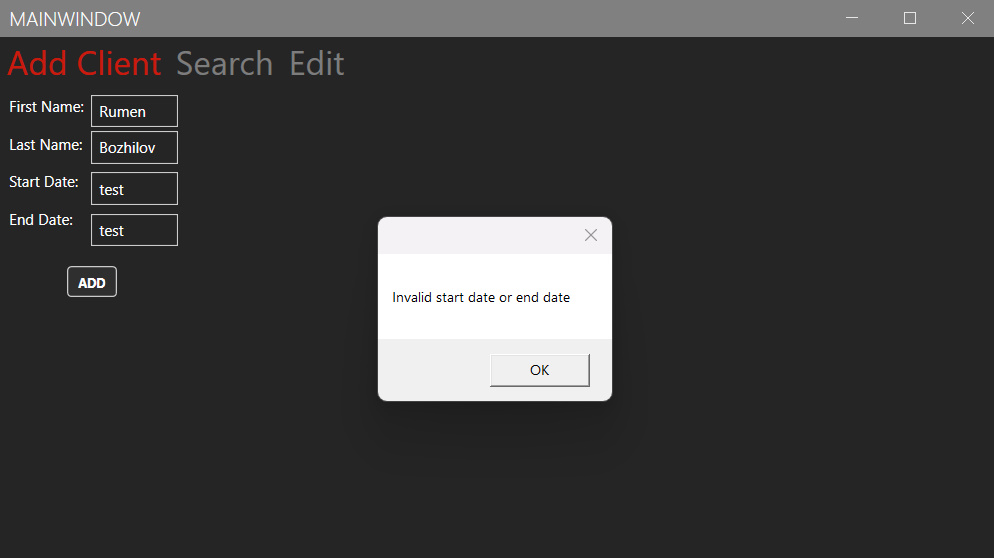 MAINWINDOW
Add Client Search Edit
First Name: Rumen
Last Name: Bozhilov
Start Date: test
End Date: test
ADD
Invalid start date or end date
OK